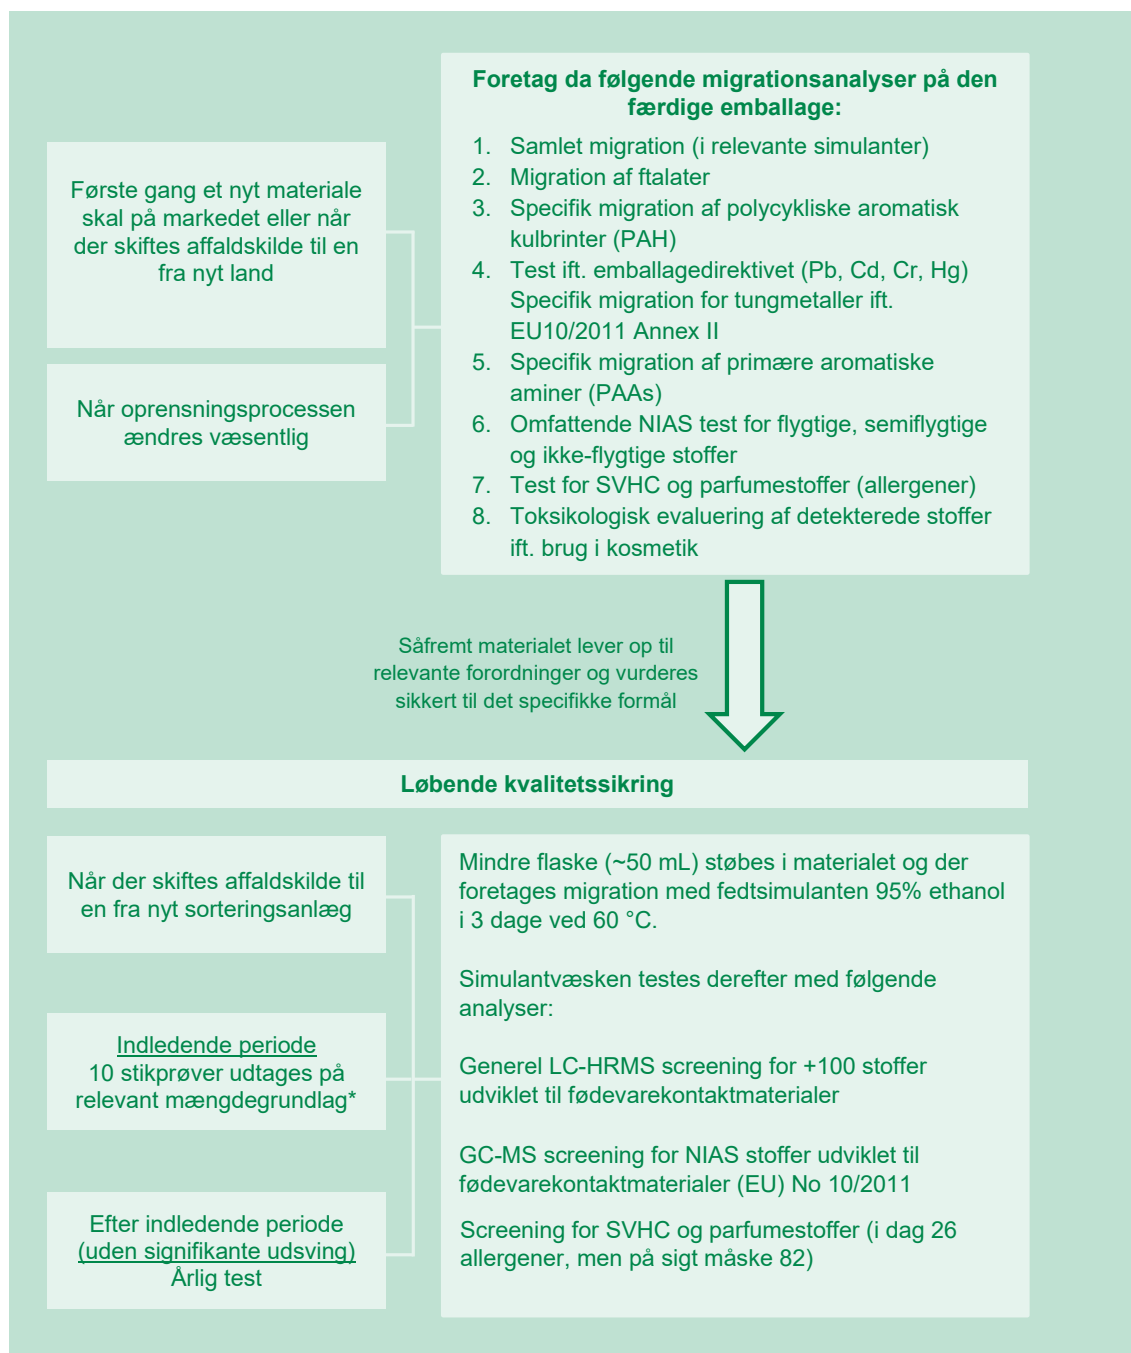 Foretag da følgende migrationsanalyser på den
færdige emballage:
Første gang et nyt materiale
skal på markedet eller når
der skiftes affaldskilde til en
fra nyt land
Når oprensningsprocessen
ændres væsentlig
1. Samlet migration (i relevante simulanter)
2. Migration af ftalater
3. Specifik migration af polycykliske aromatisk
kulbrinter (PAH)
4. Test ift. emballagedirektivet (Pb, Cd, Cr, Hg)
Specifik migration for tungmetaller ift.
EU10/2011 Annex II
5. Specifik migration af primære aromatiske
aminer (PAAs)
6. Omfattende NIAS test for flygtige, semiflygtige
og ikke-flygtige stoffer
7. Test for SVHC og parfumestoffer (allergener)
8. Toksikologisk evaluering af detekterede stoffer
ift. brug i kosmetik
Såfremt materialet lever op til
relevante forordninger og vurderes
sikkert til det specifikke formål
Løbende kvalitetssikring
Når der skiftes affaldskilde til
en fra nyt sorteringsanlæg
Indledende periode
10 stikprøver udtages på
relevant mængdegrundlag*
Efter indledende periode
(uden signifikante udsving)
Årlig test
Mindre flaske (~50 mL) støbes i materialet og der
foretages migration med fedtsimulanten 95% ethanol
i 3 dage ved 60 °C.
Simulantvæsken testes derefter med følgende
analyser:
Generel LC-HRMS screening for +100 stoffer
udviklet til fødevarekontaktmaterialer
GC-MS screening for NIAS stoffer udviklet til
fødevarekontaktmaterialer (EU) No 10/2011
Screening for SVHC og parfumestoffer (i dag 26
allergener, men på sigt måske 82)